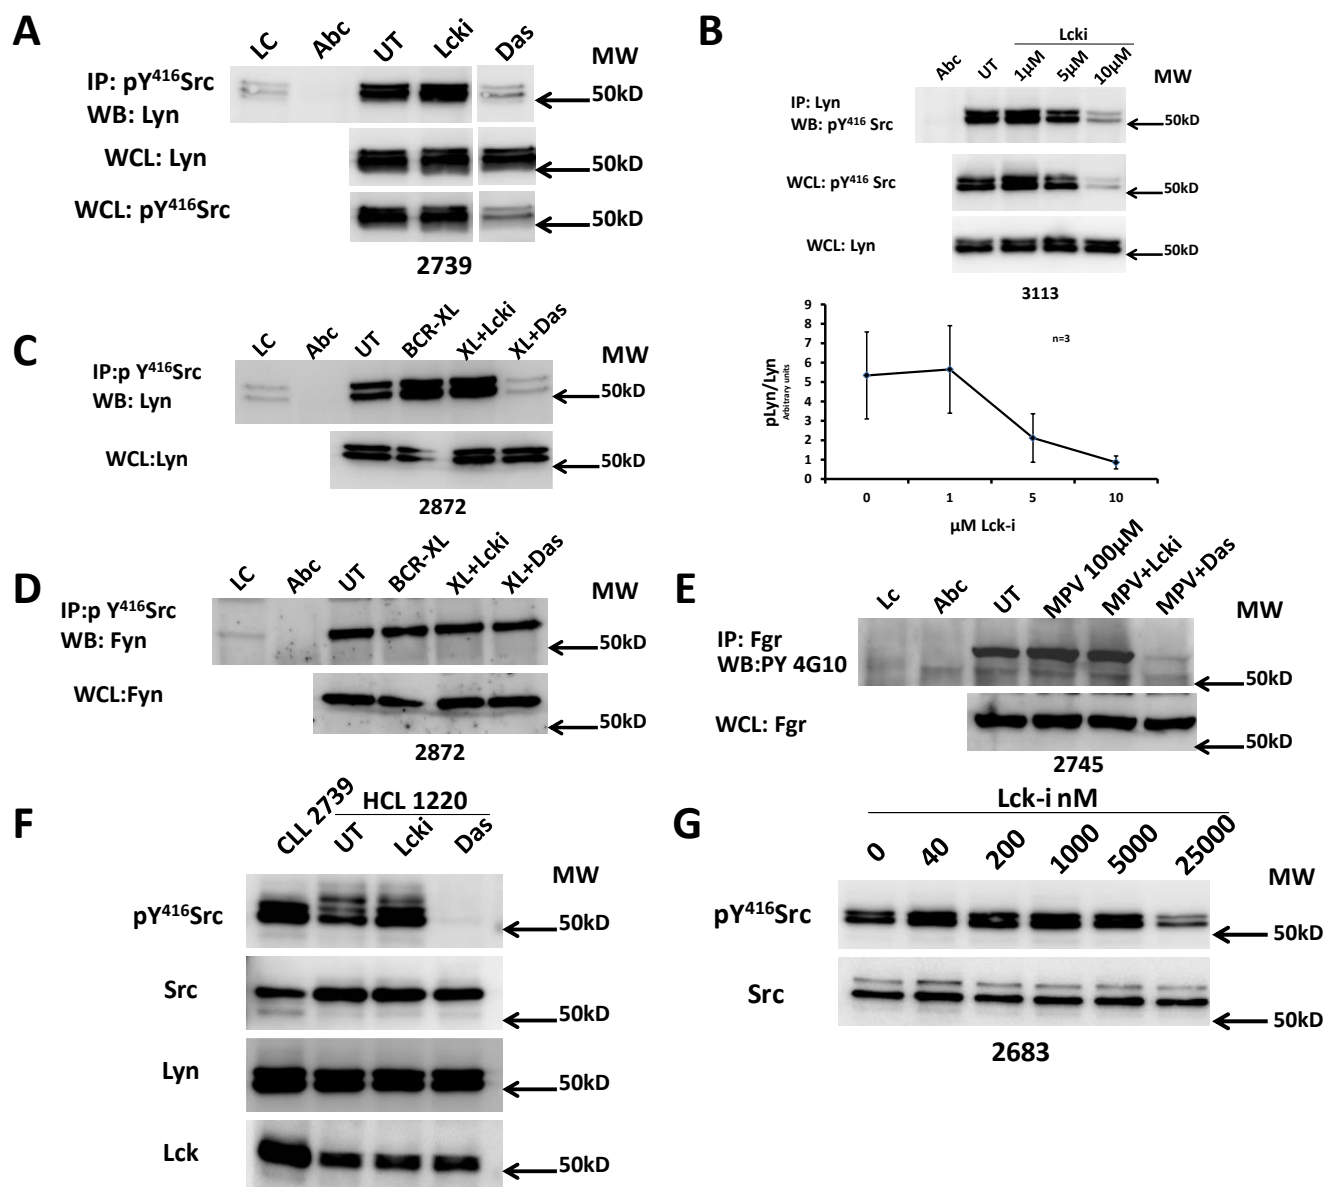 A
LC Abc UT Lcki Das MW
IP: pY⁴¹⁶Src
WB: Lyn
50kD
WCL: Lyn
50kD
WCL: pY⁴¹⁶Src
50kD
2739
B
Lcki
Abc UT 1µM 5µM 10µM MW
IP: Lyn
WB: pY⁴¹⁶ Src
50kD
WCL: pY⁴¹⁶ Src
50kD
WCL: Lyn
50kD
3113
9
8
7
6
5
4
3
2
1
0
pLyn/Lyn
Arbitrary units
n=3
0 1 5 10
µM Lck-i
C
LC Abc UT BCR-XL XL+Lcki XL+Das MW
IP:p Y⁴¹⁶Src
WB: Lyn
50kD
WCL:Lyn
50kD
2872
D
LC Abc UT BCR-XL XL+Lcki XL+Das MW
IP:p Y⁴¹⁶Src
WB: Fyn
50kD
WCL:Fyn
50kD
2872
E
Lc Abc UT MPV 100µM MPV+Lcki MPV+Das MW
IP: Fgr
WB:PY 4G10
50kD
WCL: Fgr
50kD
2745
F
CLL 2739 HCL 1220
UT Lcki Das MW
pY⁴¹⁶Src
50kD
Src
50kD
Lyn
50kD
Lck
50kD
G
Lck-i nM
0 40 200 1000 5000 25000
MW
pY⁴¹⁶Src
50kD
Src
50kD
2683